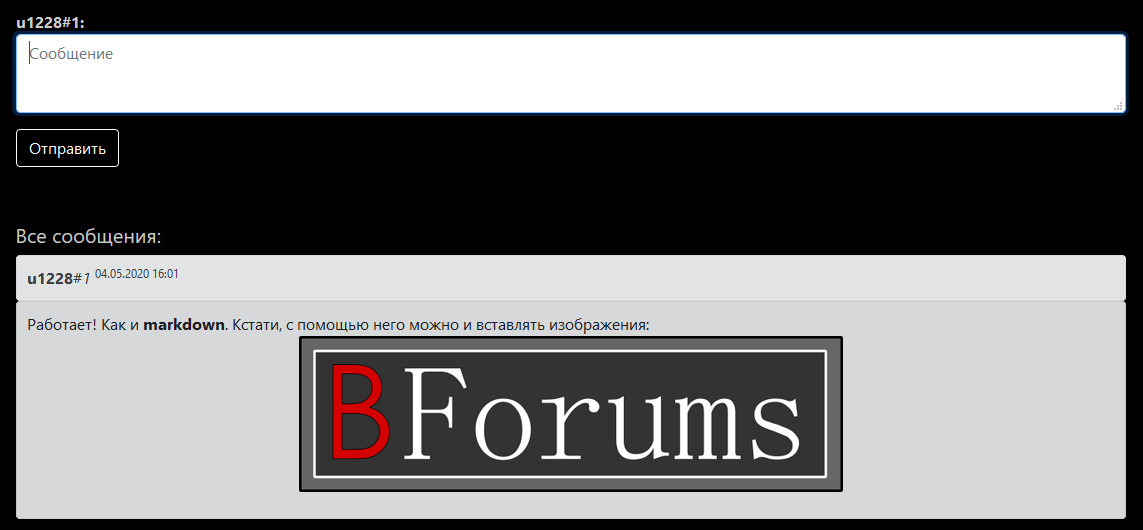 u1228#1:
Сообщение
Отправить
Все сообщения:
u1228#1 04.05.2020 16:01
Работает! Как и markdown. Кстати, с помощью него можно и вставлять изображения:
BForums